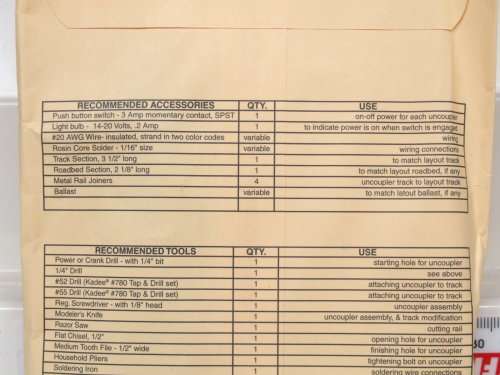 RECOMMENDED ACCESSORIES QTY. USE
Push button switch - 3 Amp momentary contact, SPST 1 on-off power for each uncoupler
Light bulb - 14-20 Volts, .2 Amp 1 to indicate power is on when switch is engaged
#20 AWG Wire- insulated, strand in two color codes variable wiring
Rosin Core Solder - 1/16" size variable wiring connections
Track Section, 3 1/2" long 1 to match layout track
Roadbed Section, 2 1/8" long 1 to match layout roadbed, if any
Metal Rail Joiners 4 uncoupler track to layout track
Ballast variable to match latout ballast, if any
RECOMMENDED TOOLS QTY. USE
Power or Crank Drill - with 1/4" bit 1 starting hole for uncoupler
1/4" Drill 1 see above
#52 Drill (Kadee® #780 Tap & Drill set) 1 attaching uncoupler to track
#55 Drill (Kadee® #780 Tap & Drill set) 1 attaching uncoupler to track
Reg. Screwdriver - with 1/8" head 1 uncoupler assembly
Modeler's Knife 1 uncoupler assembly, & track modification
Razor Saw 1 cutting rail
Flat Chisel, 1/2" 1 opening hole for uncoupler
Medium Tooth File - 1/2" wide 1 finishing hole for uncoupler
Household Pliers 1 tightening bolt on uncoupler
Soldering Iron 1 soldering wire connections
30